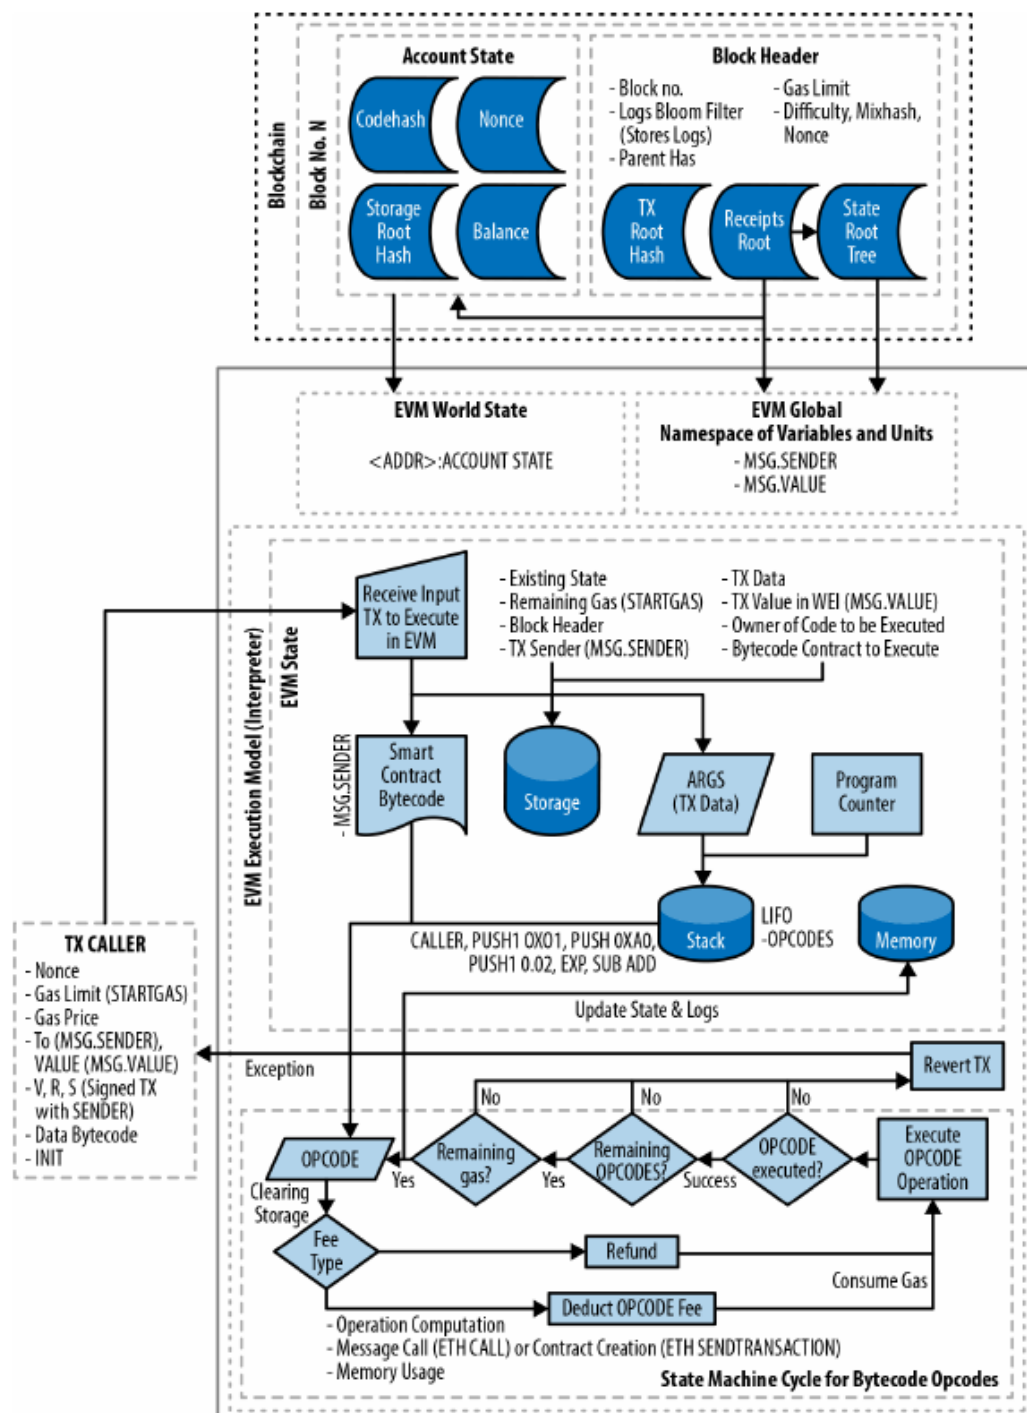 Blockchain
Block No. N
Account State
Codehash
Nonce
Storage
Root
Hash
Balance
Block Header
- Block no.
- Logs Bloom Filter
(Stores Logs)
- Parent Has
- Gas Limit
- Difficulty, Mixhash,
Nonce
TX
Root
Hash
Receipts
Root
State
Root
Tree
EVM World State
<ADDR>:ACCOUNT STATE
EVM Global
Namespace of Variables and Units
- MSG.SENDER
- MSG.VALUE
EVM Execution Model (Interpreter)
EVM State
Receive Input
TX to Execute
in EVM
- Existing State
- Remaining Gas (STARTGAS)
- Block Header
- TX Sender (MSG.SENDER)
- TX Data
- TX Value in WEI (MSG.VALUE)
- Owner of Code to be Executed
- Bytecode Contract to Execute
- MSG.SENDER
Smart
Contract
Bytecode
Storage
ARGS
(TX Data)
Program
Counter
Stack
LIFO
-OPCODES
Memory
CALLER, PUSH1 0X01, PUSH 0XA0,
PUSH1 0.02, EXP, SUB ADD
Update State & Logs
TX CALLER
- Nonce
- Gas Limit (STARTGAS)
- Gas Price
- To (MSG.SENDER),
VALUE (MSG.VALUE)
- V, R, S (Signed TX
with SENDER)
- Data Bytecode
- INIT
Exception
Revert TX
No
No
No
OPCODE
Yes
Remaining
gas?
Yes
Remaining
OPCODES?
Success
OPCODE
executed?
Execute
OPCODE
Operation
Clearing
Storage
Fee
Type
Refund
Consume Gas
Deduct OPCODE Fee
- Operation Computation
- Message Call (ETH CALL) or Contract Creation (ETH SENDTRANSACTION)
- Memory Usage
State Machine Cycle for Bytecode Opcodes